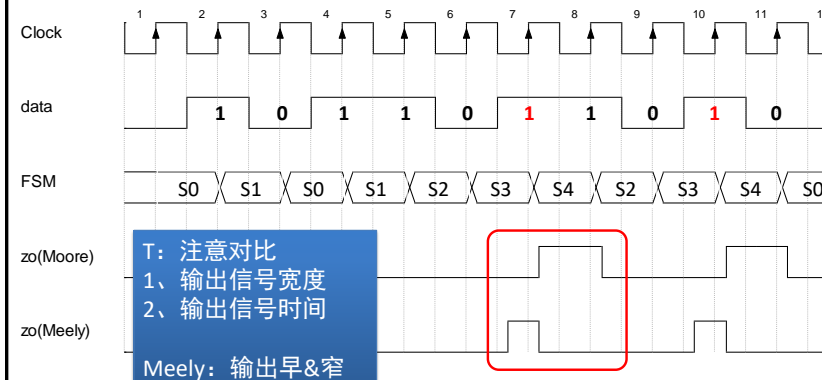 1 2 3 4 5 6 7 8 9 10 11 1
Clock
data 1 0 1 1 0 1 1 0 1 0
FSM S0 S1 S0 S1 S2 S3 S4 S2 S3 S4 S0
zo(Moore)
zo(Meely)
T：注意对比
1、输出信号宽度
2、输出信号时间
Meely：输出早&窄